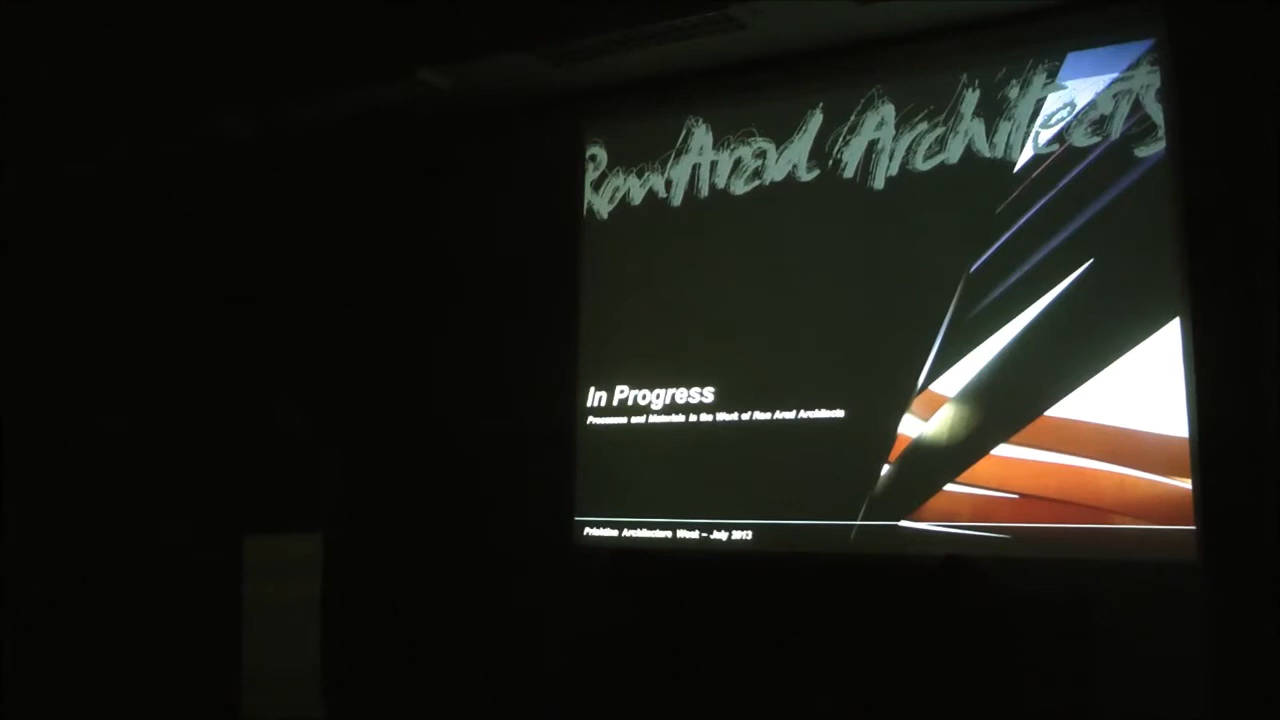 Ron Arad Architects
In Progress
Processes and Materials in the Work of Ron Arad Architects
Prishtina Architecture Week – July 2013